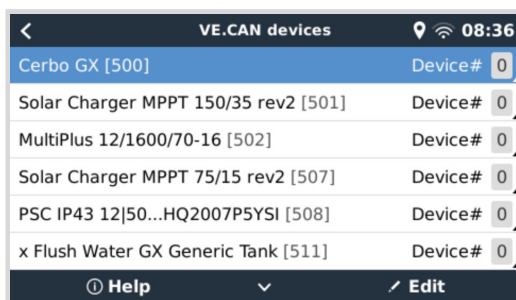 VE.CAN devices 08:36
Cerbo GX [500] Device# 0
Solar Charger MPPT 150/35 rev2 [501] Device# 0
MultiPlus 12/1600/70-16 [502] Device# 0
Solar Charger MPPT 75/15 rev2 [507] Device# 0
PSC IP43 12|50...HQ2007P5YSI [508] Device# 0
x Flush Water GX Generic Tank [511] Device# 0
Help Edit